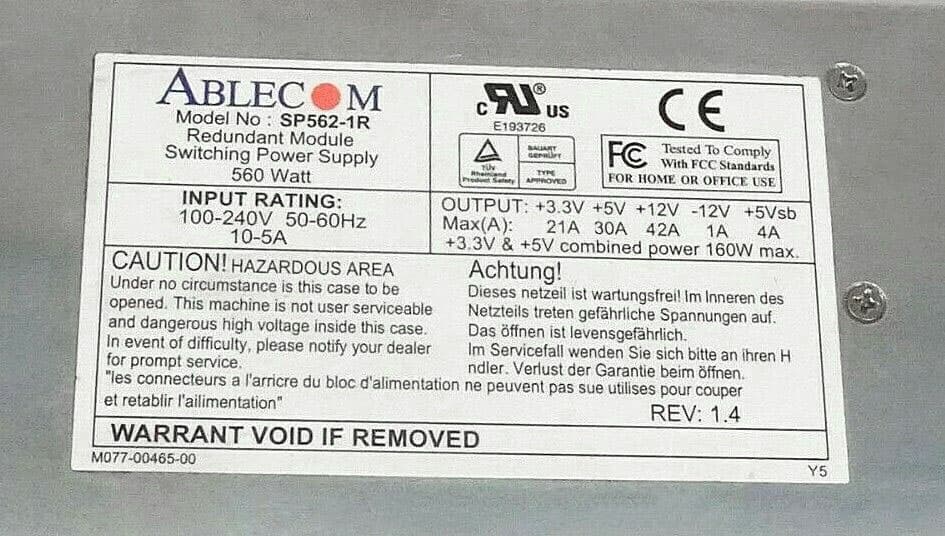 ABLECOM
Model No : SP562-1R
Redundant Module
Switching Power Supply
560 Watt
c RU ® US
E193726
TÜV
Rheinland
Product Safety
BAUART
GEPRÜFT
TYPE
APPROVED
CE
FC Tested To Comply
With FCC Standards
FOR HOME OR OFFICE USE
INPUT RATING:
100-240V 50-60Hz
10-5A
OUTPUT: +3.3V +5V +12V -12V +5Vsb
Max(A): 21A 30A 42A 1A 4A
+3.3V & +5V combined power 160W max.
CAUTION! HAZARDOUS AREA
Under no circumstance is this case to be
opened. This machine is not user serviceable
and dangerous high voltage inside this case.
In event of difficulty, please notify your dealer
for prompt service.
Achtung!
Dieses netzeil ist wartungsfrei! Im Inneren des
Netzteils treten gefährliche Spannungen auf.
Das öffnen ist levensgefährlich.
Im Servicefall wenden Sie sich bitte an ihren H
ndler. Verlust der Garantie beim öffnen.
"les connecteurs a l'arricre du bloc d'alimentation ne peuvent pas sue utilises pour couper
et retablir l'ailimentation"
REV: 1.4
WARRANT VOID IF REMOVED
M077-00465-00
Y5